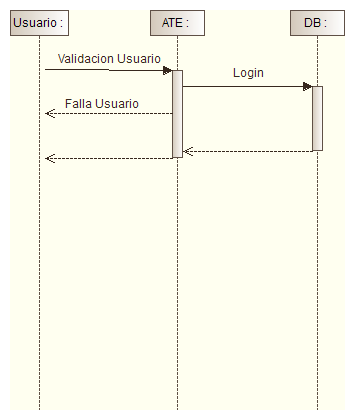 Usuario :
ATE :
DB :
Validacion Usuario
Login
Falla Usuario